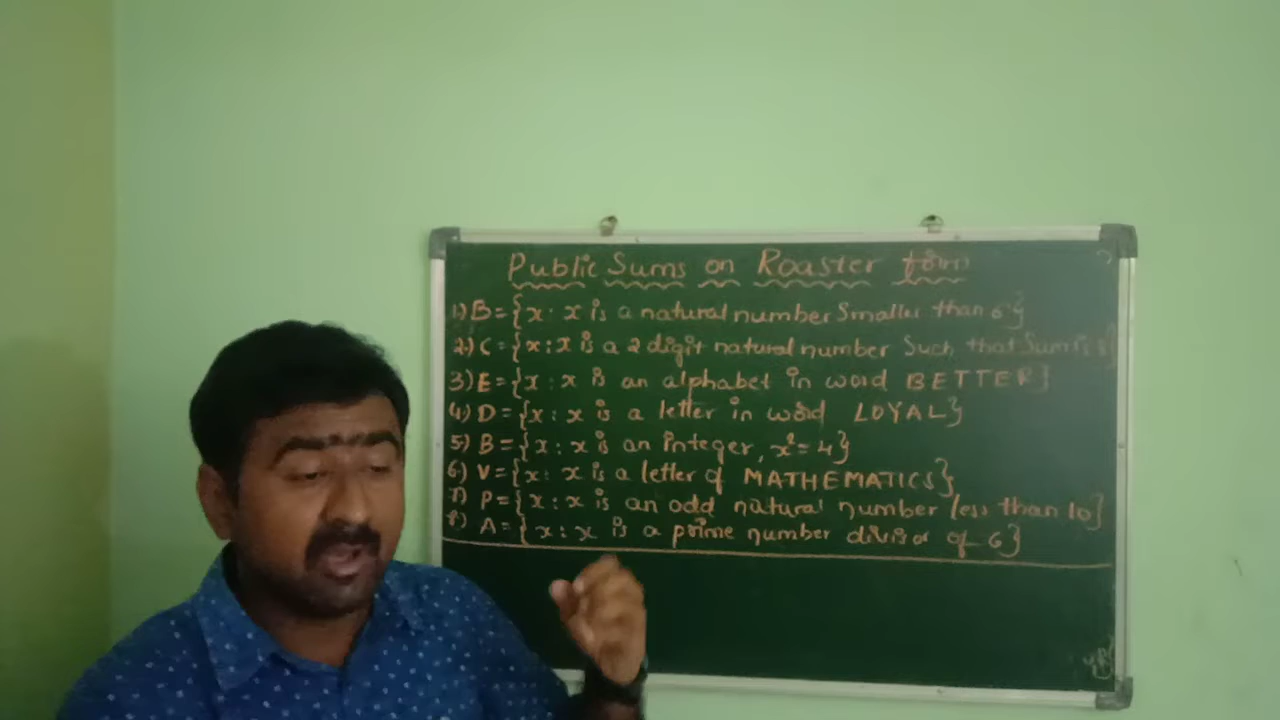 Public Sums on Roaster form
1) B={x: x is a natural number Smaller than 6}
2.) C={x:x is a 2 digit natural number Such that Sum is 8}
3) E={x: x is an alphabet in word BETTER}
4) D={x: x is a letter in word LOYAL}
5) B={x: x is an integer, x²=4}
6) V={x: x is a letter of MATHEMATICS}
7) P={x: x is an odd natural number less than 10}
8) A={x:x is a prime number divisor of 6}